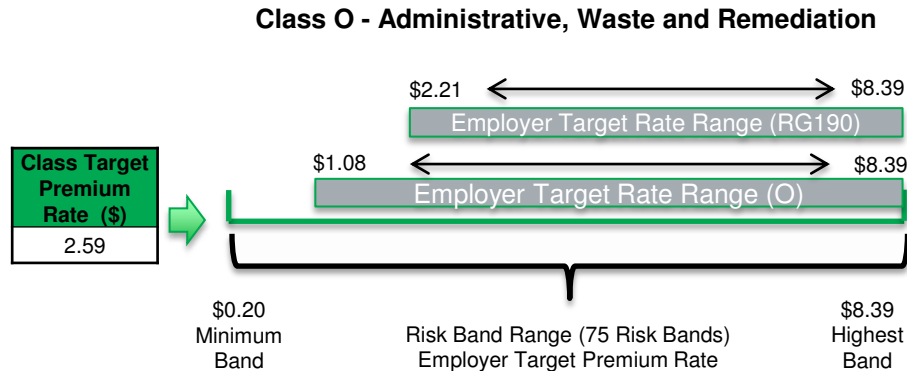 Class O - Administrative, Waste and Remediation
$2.21
$8.39
Employer Target Rate Range (RG190)
$1.08
$8.39
Employer Target Rate Range (O)
Class Target
Premium
Rate ($)
2.59
$0.20
Minimum
Band
Risk Band Range (75 Risk Bands)
Employer Target Premium Rate
$8.39
Highest
Band